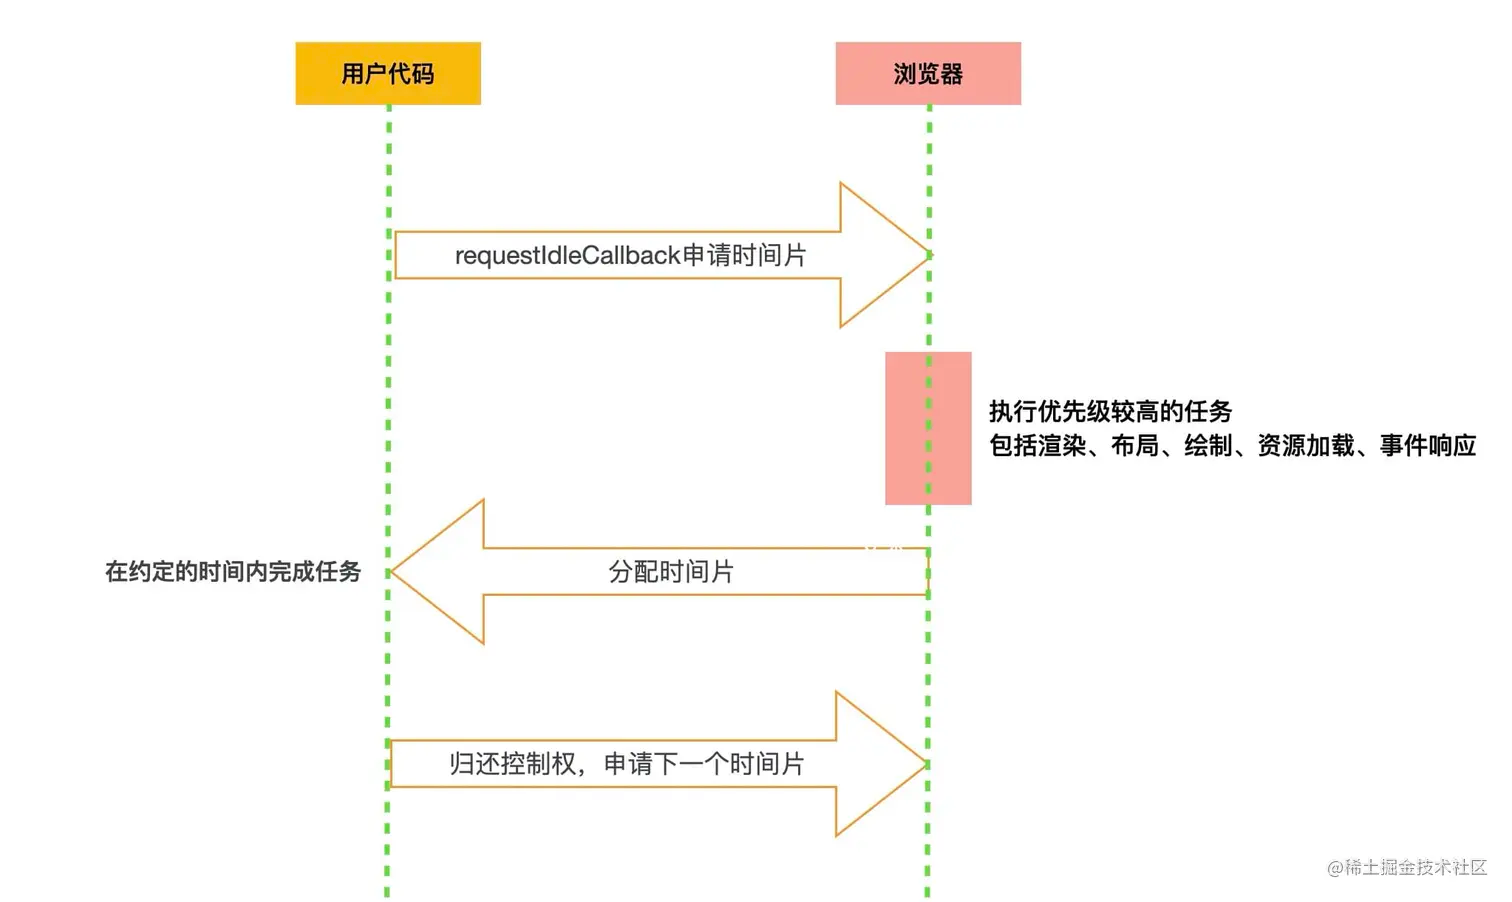 用户代码
浏览器
requestIdleCallback申请时间片
执行优先级较高的任务
包括渲染、布局、绘制、资源加载、事件响应
在约定的时间内完成任务
分配时间片
归还控制权，申请下一个时间片
@稀土掘金技术社区